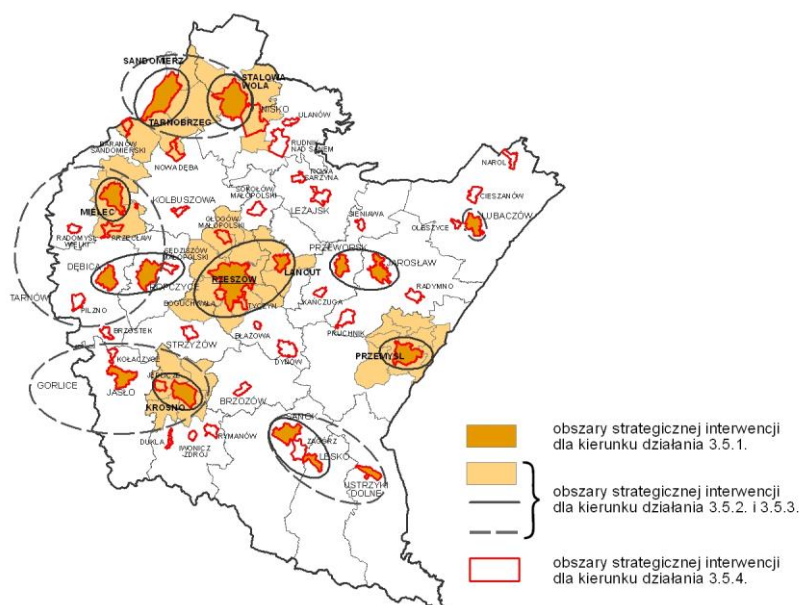 SANDOMIERZ
STALOWA
WOLA
NISKO
ULANÓW
TARNOBRZEG
BARANÓW
SANDOMIERSKI
RUDNIK
NAD SANEM
NOWA DĘBA
NAROL
NOWA
SARZYNA
CIESZANÓW
SOKOŁÓW
MAŁOPOLSKI
KOLBUSZOWA
LEŻAJSK
MIELEC
OLESZYCE
LUBACZÓW
GŁOGÓW
MAŁOPOLSKI
SIENIAWA
RADOMYŚL
WIELKI
PRZECŁAW
SĘDZISZÓW
MAŁOPOLSKI
PRZEWORSK
JAROSŁAW
DĘBICA
ROPCZYCE
RZESZÓW
ŁAŃCUT
TARNÓW
RADYMNO
BOGUCHWAŁA
TYCZYN
KAŃCZUGA
PILZNO
PRUCHNIK
BRZOSTEK
STRZYŻÓW
BŁAŻOWA
PRZEMYŚL
DYNÓW
KOŁACZYCE
GORLICE
JASŁO
JEDLICZE
BRZOZÓW
KROSNO
SANOK
DUKLA
IWONICZ
-ZDRÓJ
RYMANÓW
ZAGÓRZ
LESKO
USTRZYKI
DOLNE
obszary strategicznej interwencji
dla kierunku działania 3.5.1.
obszary strategicznej interwencji
dla kierunku działania 3.5.2. i 3.5.3.
obszary strategicznej interwencji
dla kierunku działania 3.5.4.